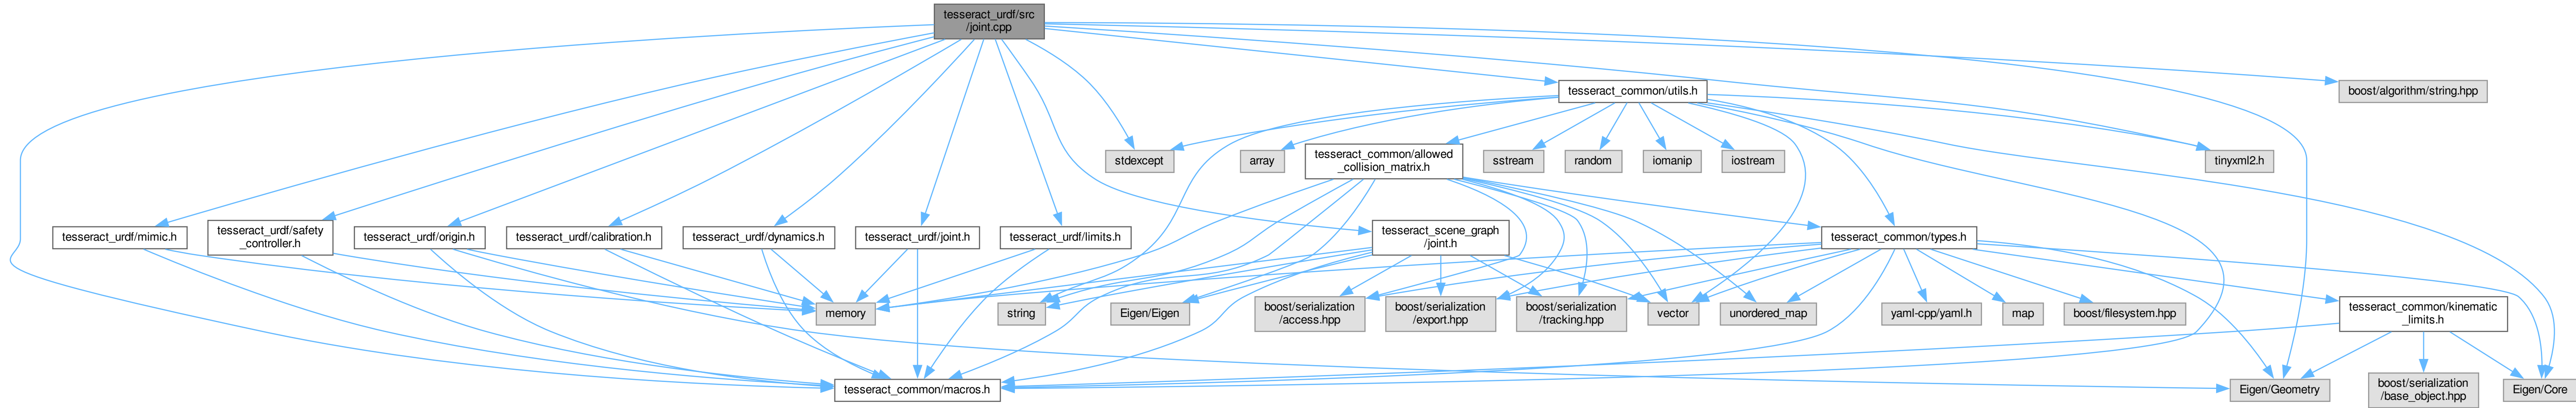 tesseract_urdf/src
/joint.cpp
tesseract_common/utils.h
boost/algorithm/string.hpp
stdexcept
array
tesseract_common/allowed
_collision_matrix.h
sstream
random
iomanip
iostream
tinyxml2.h
tesseract_urdf/mimic.h
tesseract_urdf/safety
_controller.h
tesseract_urdf/origin.h
tesseract_urdf/calibration.h
tesseract_urdf/dynamics.h
tesseract_urdf/joint.h
tesseract_urdf/limits.h
tesseract_scene_graph
/joint.h
tesseract_common/types.h
memory
string
Eigen/Eigen
boost/serialization
/access.hpp
boost/serialization
/export.hpp
boost/serialization
/tracking.hpp
vector
unordered_map
yaml-cpp/yaml.h
map
boost/filesystem.hpp
tesseract_common/kinematic
_limits.h
tesseract_common/macros.h
Eigen/Geometry
boost/serialization
/base_object.hpp
Eigen/Core